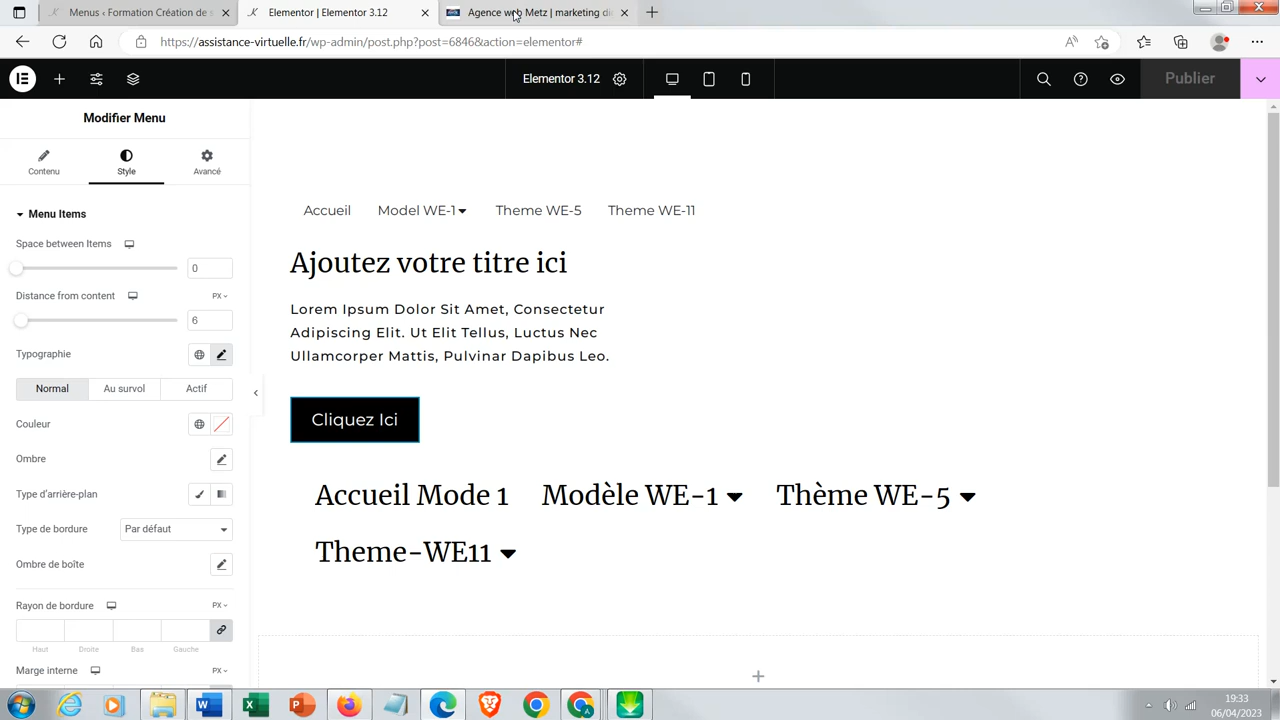 Menus ‹ Formation Création de s
Elementor | Elementor 3.12
Agence web Metz | marketing di
https://assistance-virtuelle.fr/wp-admin/post.php?post=6846&action=elementor#
Elementor 3.12
Publier
Modifier Menu
Contenu
Style
Avancé
Menu Items
Space between Items
0
Distance from content
PX
6
Typographie
Normal
Au survol
Actif
Couleur
Ombre
Type d'arrière-plan
Type de bordure
Par défaut
Ombre de boîte
Rayon de bordure
PX
Haut
Droite
Bas
Gauche
Marge interne
PX
Accueil
Model WE-1
Theme WE-5
Theme WE-11
Ajoutez votre titre ici
Lorem Ipsum Dolor Sit Amet, Consectetur
Adipiscing Elit. Ut Elit Tellus, Luctus Nec
Ullamcorper Mattis, Pulvinar Dapibus Leo.
Cliquez Ici
Accueil Mode 1
Modèle WE-1
Thème WE-5
Theme-WE11
19:33
06/04/2023